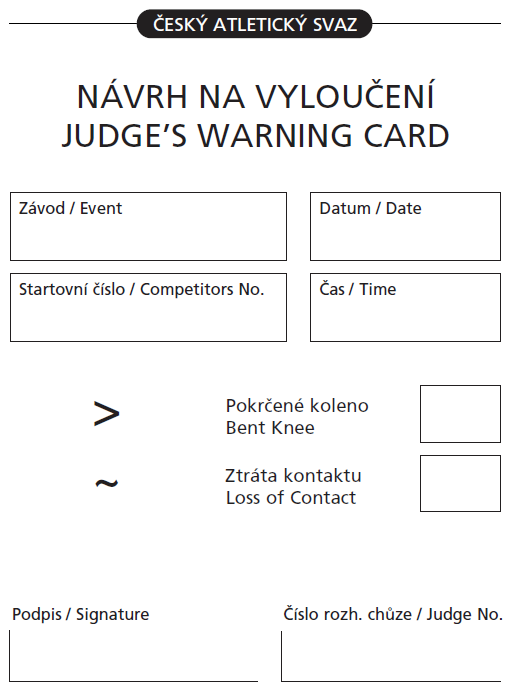 ČESKÝ ATLETICKÝ SVAZ
NÁVRH NA VYLOUČENÍ
JUDGE'S WARNING CARD
Závod / Event
Datum / Date
Startovní číslo / Competitors No.
Čas / Time
>
Pokrčené koleno
Bent Knee
~
Ztráta kontaktu
Loss of Contact
Podpis / Signature
Číslo rozh. chůze / Judge No.